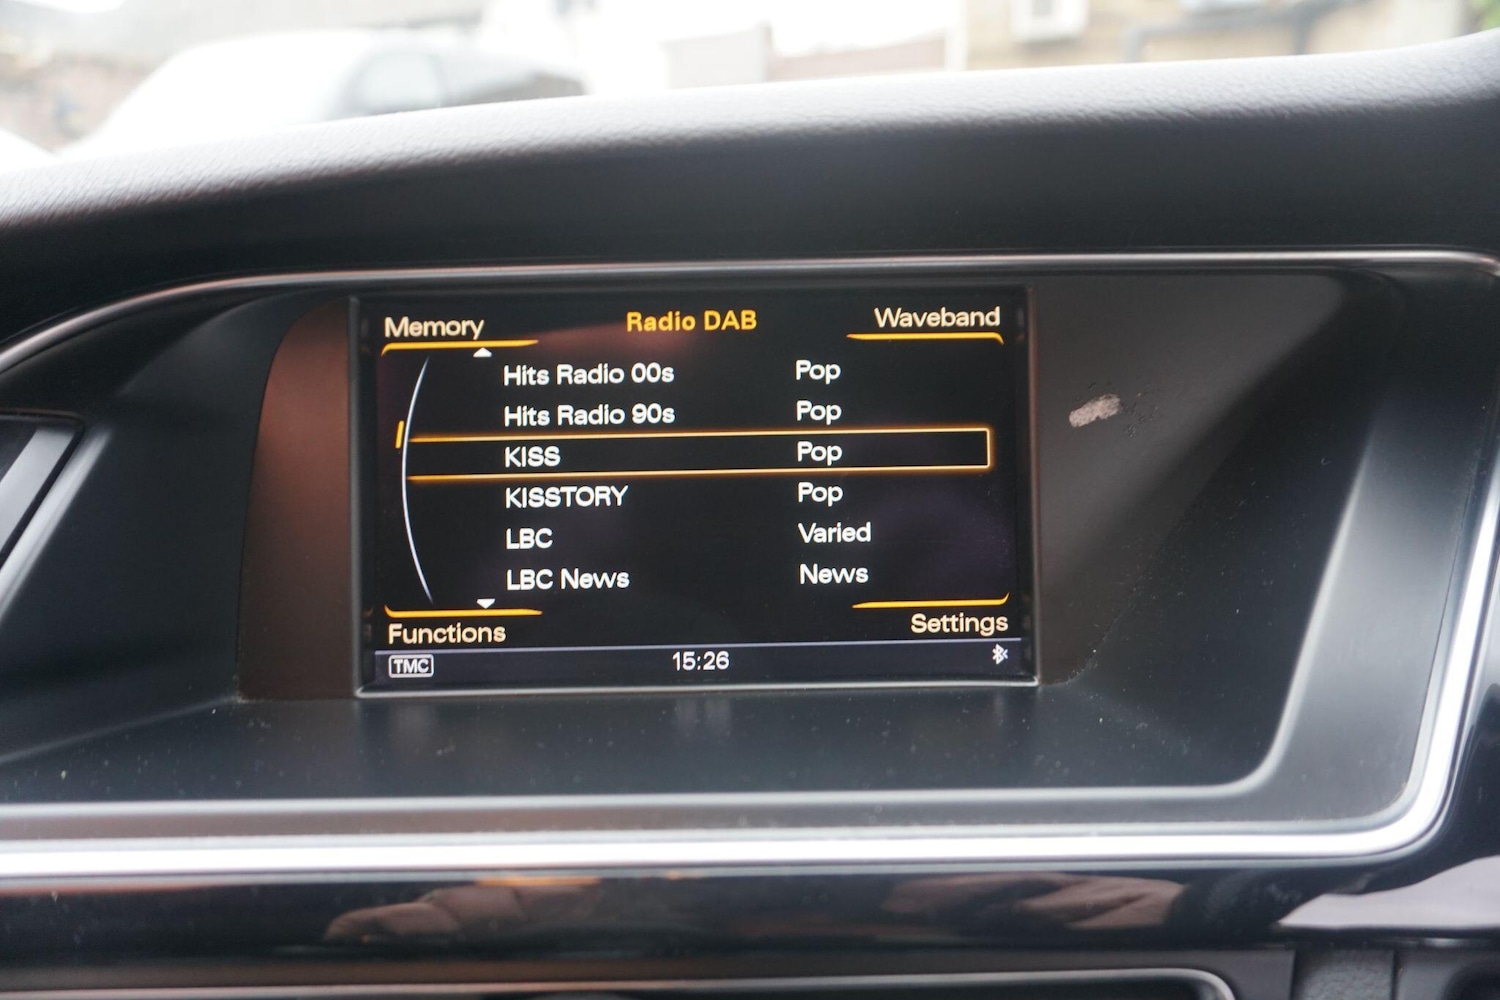 Memory Radio DAB Waveband
Hits Radio 00s Pop
Hits Radio 90s Pop
KISS Pop
KISSTORY Pop
LBC Varied
LBC News News
Functions Settings
TMC 15:26